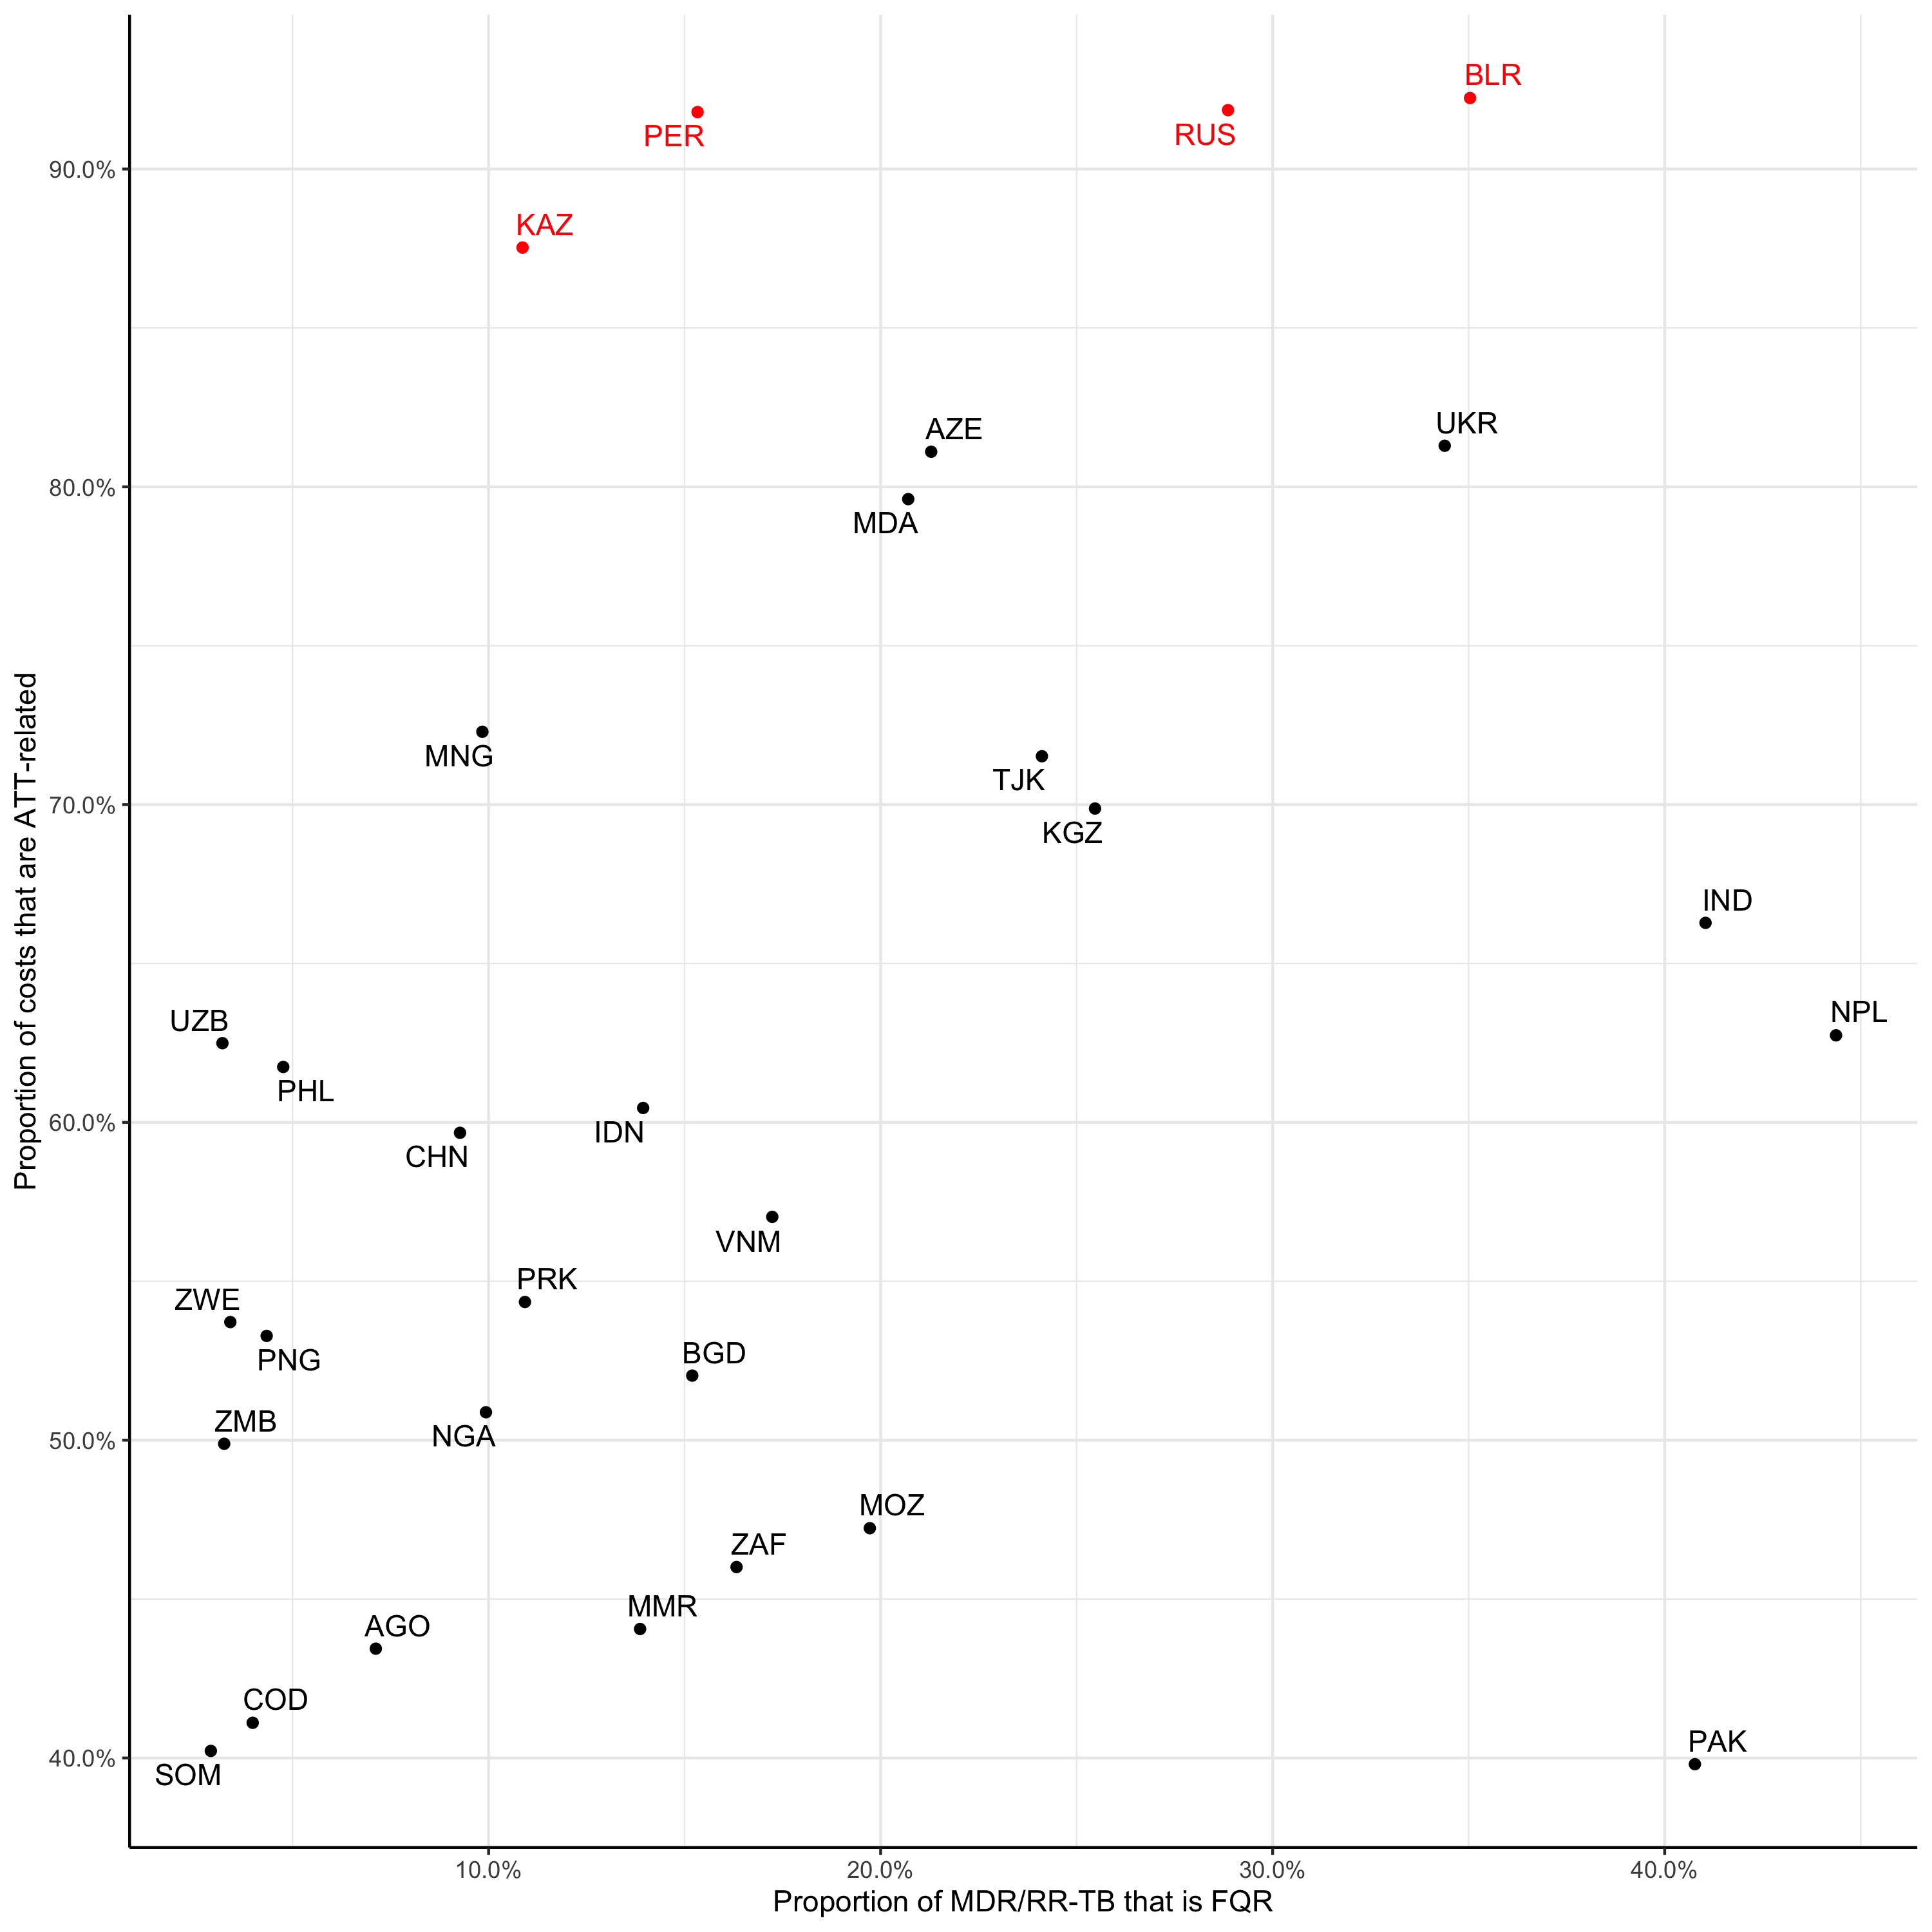 BLR
PER
RUS
90.0%
KAZ
AZE
UKR
80.0%
MDA
MNG
TJK
70.0%
KGZ
IND
NPL
UZB
PHL
60.0%
IDN
CHN
VNM
PRK
ZWE
BGD
PNG
ZMB
NGA
50.0%
MOZ
ZAF
MMR
AGO
COD
PAK
40.0%
SOM
10.0%
20.0%
30.0%
40.0%
Proportion of MDR/RR-TB that is FQR
Proportion of costs that are ATT-related